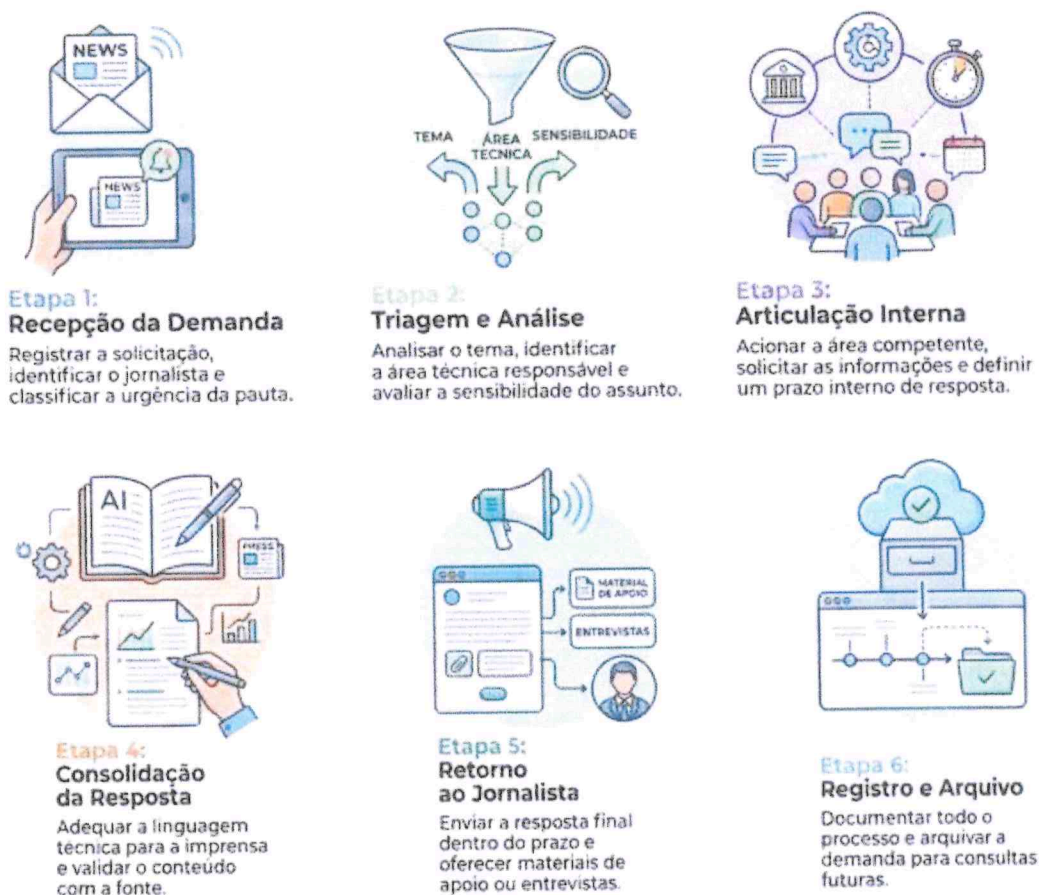 NEWS
NEWS
TEMA
ÁREA
TÉCNICA
SENSIBILIDADE
Etapa 1:
Recepção da Demanda
Registrar a solicitação,
identificar o jornalista e
classificar a urgência da pauta.
Etapa 2:
Triagem e Análise
Analisar o tema, identificar
a área técnica responsável e
avaliar a sensibilidade do assunto.
Etapa 3:
Articulação Interna
Acionar a área competente,
solicitar as informações e definir
um prazo interno de resposta.
AI
PRESS
Etapa 4:
Consolidação
da Resposta
Adequar a linguagem
técnica para a imprensa
e validar o conteúdo
com a fonte.
MATERIAL
DE APOIO
ENTREVISTAS
Etapa 5:
Retorno
ao Jornalista
Enviar a resposta final
dentro do prazo e
oferecer materiais de
apoio ou entrevistas.
Etapa 6:
Registro e Arquivo
Documentar todo o
processo e arquivar a
demanda para consultas
futuras.